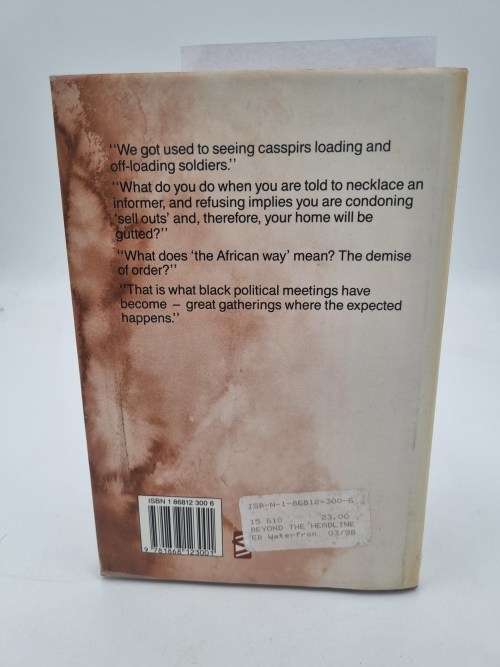 "We got used to seeing casspirs loading and
off-loading soldiers."
"What do you do when you are told to necklace an
informer, and refusing implies you are condoning
'sell outs' and, therefore, your home will be
gutted?"
"What does 'the African way' mean? The demise
of order?"
"That is what black political meetings have
become – great gatherings where the expected
happens."
ISBN 1 86812 300 6
9 781868 123001
ISB-N-1-86812-300-6
15 610 23.00
BEYOND THE HEADLINE
EB Waterfron 03/98